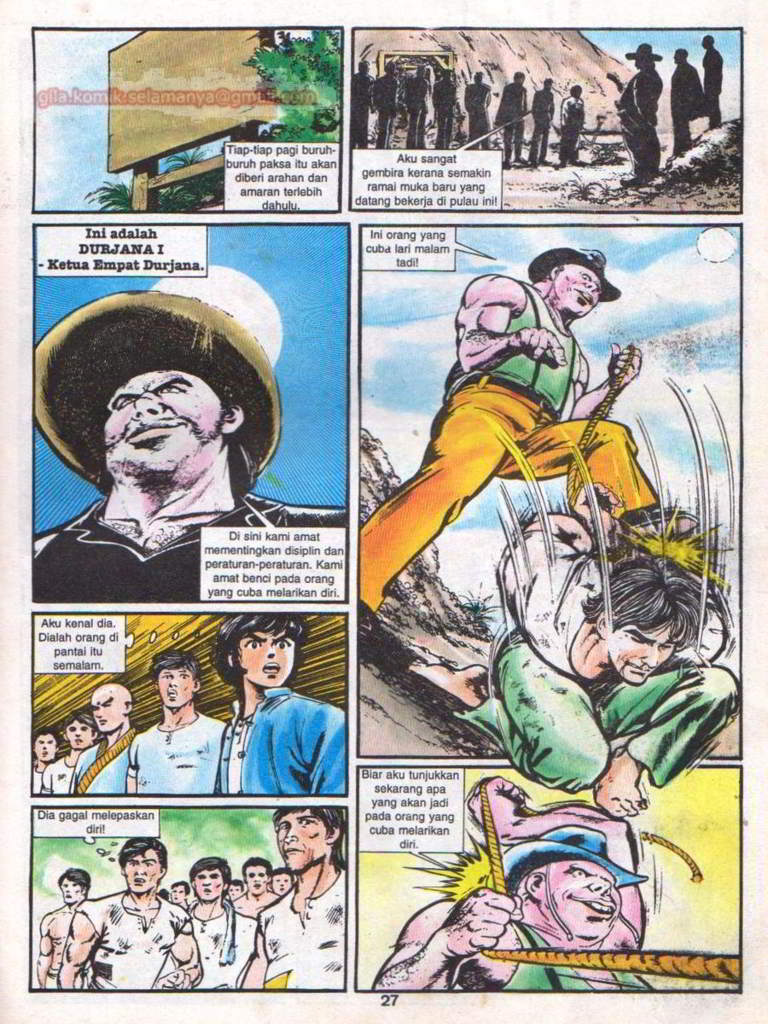 gila.komik.selamanya@gmail.com
Tiap-tiap pagi buruh-
buruh paksa itu akan
diberi arahan dan
amaran terlebih
dahulu.
Aku sangat
gembira kerana semakin
ramai muka baru yang
datang bekerja di pulau ini!
Ini adalah
DURJANA I
- Ketua Empat Durjana.
Di sini kami amat
mementingkan disiplin dan
peraturan-peraturan. Kami
amat benci pada orang
yang cuba melarikan diri.
Ini orang yang
cuba lari malam
tadi!
Aku kenal dia.
Dialah orang di
pantai itu
semalam.
Dia gagal melepaskan
diri!
Biar aku tunjukkan
sekarang apa
yang akan jadi
pada orang yang
cuba melarikan
diri.
27